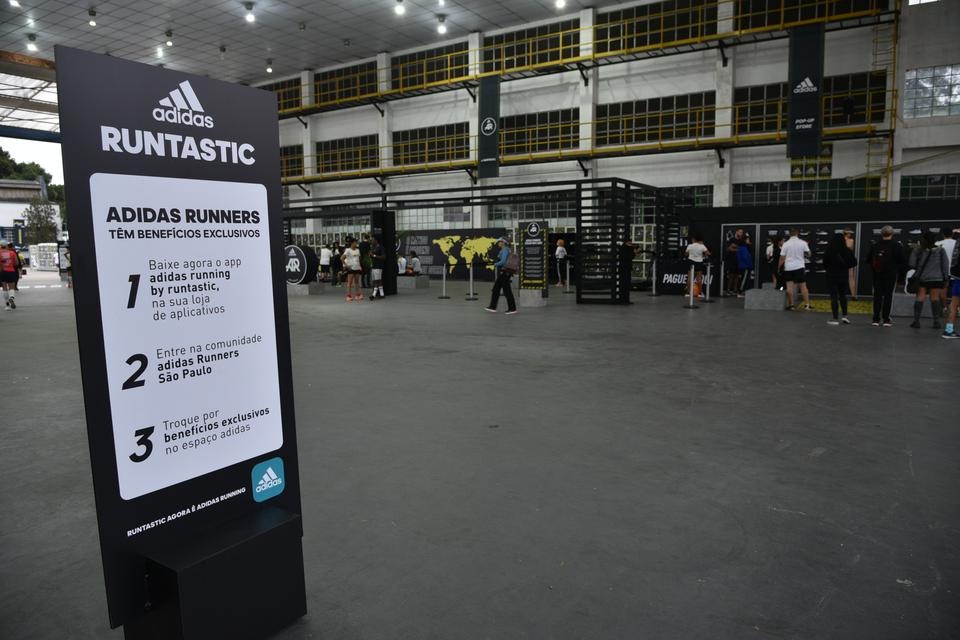 adidas
RUNTASTIC
ADIDAS RUNNERS
TÊM BENEFÍCIOS EXCLUSIVOS
1
Baixe agora o app
adidas running
by runtastic,
na sua loja
de aplicativos
2
Entre na comunidade
adidas Runners
São Paulo
3
Troque por
benefícios exclusivos
no espaço adidas
adidas
RUNTASTIC AGORA É ADIDAS RUNNING
adidas
POP-UP
STORE
AR